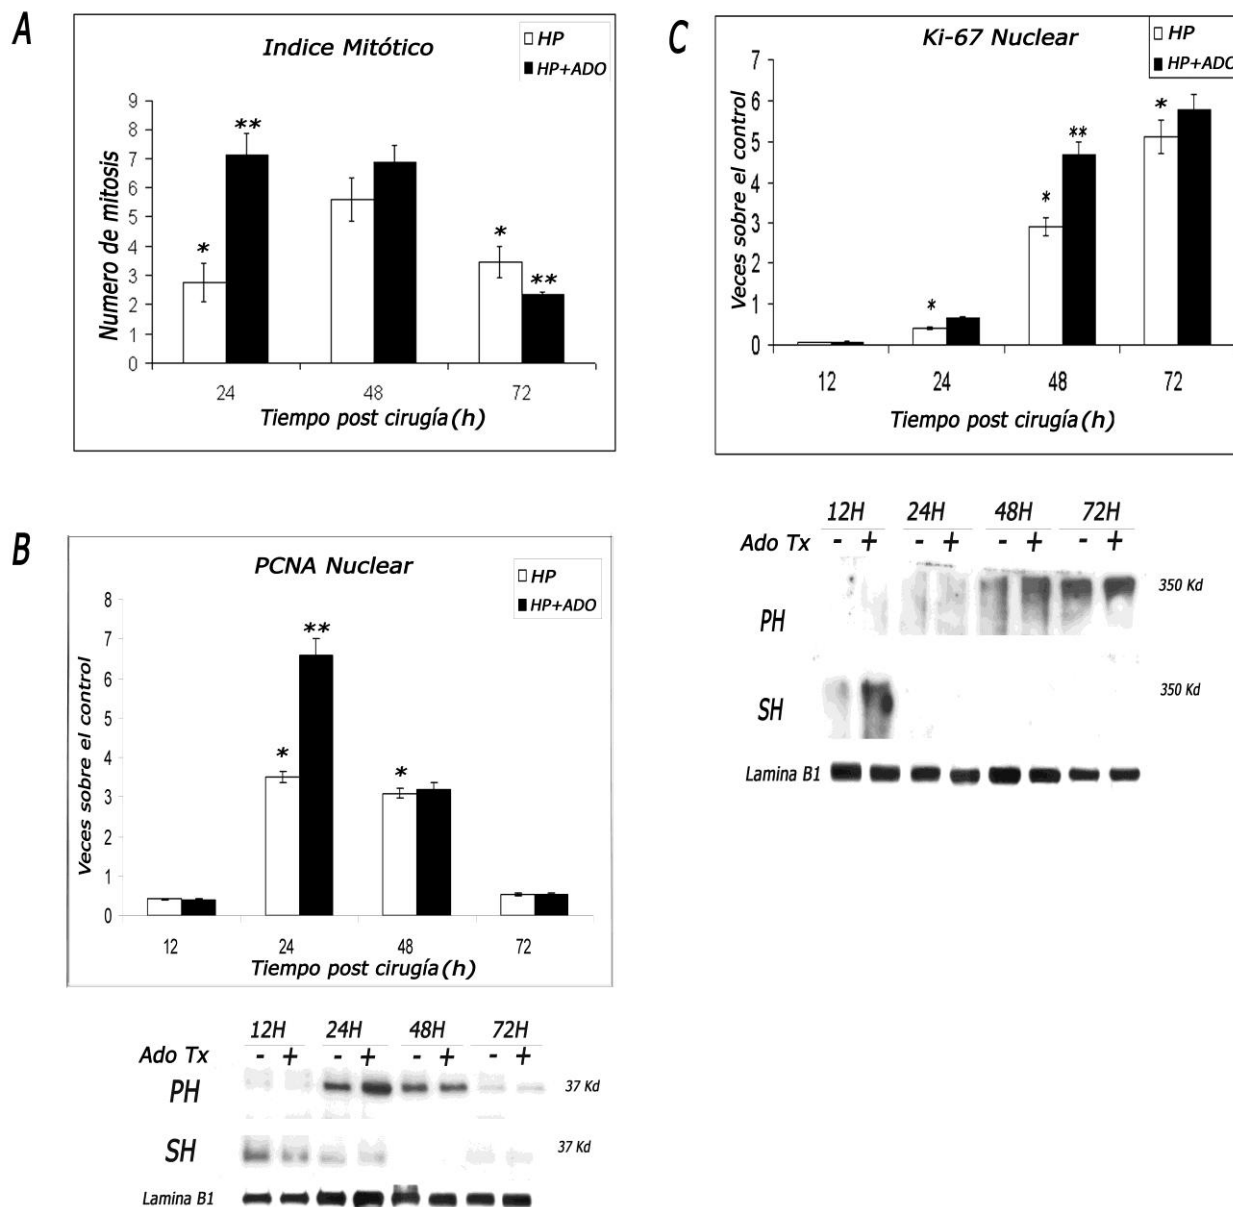 A
Indice Mitótico
HP
HP+ADO
Numero de mitosis
9
8
7
6
5
4
3
2
1
0
**
*
*
**
24
48
72
Tiempo post cirugía (h)
B
PCNA Nuclear
HP
HP+ADO
Veces sobre el control
8
7
6
5
4
3
2
1
0
**
*
*
12
24
48
72
Tiempo post cirugía (h)
12H 24H 48H 72H
Ado Tx - + - + - + - +
PH 37 Kd
SH 37 Kd
Lamina B1
C
Ki-67 Nuclear
HP
HP+ADO
Veces sobre el control
7
6
5
4
3
2
1
0
*
*
**
*
12
24
48
72
Tiempo post cirugía (h)
12H 24H 48H 72H
Ado Tx - + - + - + - +
PH 350 Kd
SH 350 Kd
Lamina B1